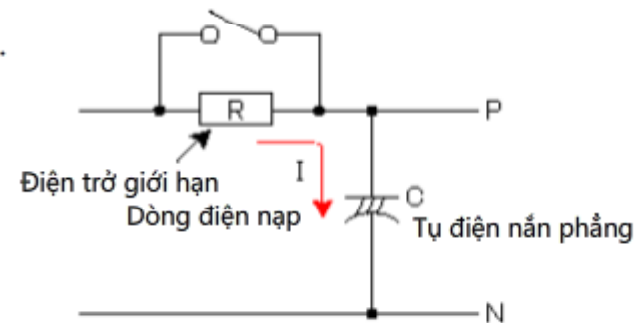 R
P
Điện trở giới hạn
I
Dòng điện nạp
C
Tụ điện nắn phẳng
N